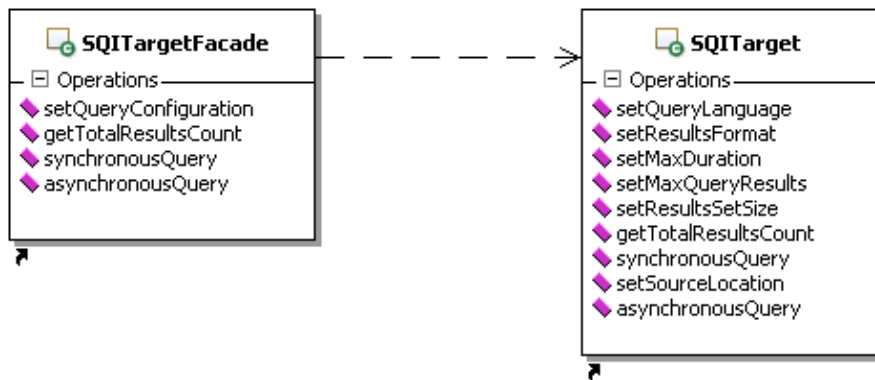 SQITargetFacade
Operations
setQueryConfiguration
getTotalResultsCount
synchronousQuery
asynchronousQuery
SQITarget
Operations
setQueryLanguage
setResultsFormat
setMaxDuration
setMaxQueryResults
setResultsSetSize
getTotalResultsCount
synchronousQuery
setSourceLocation
asynchronousQuery